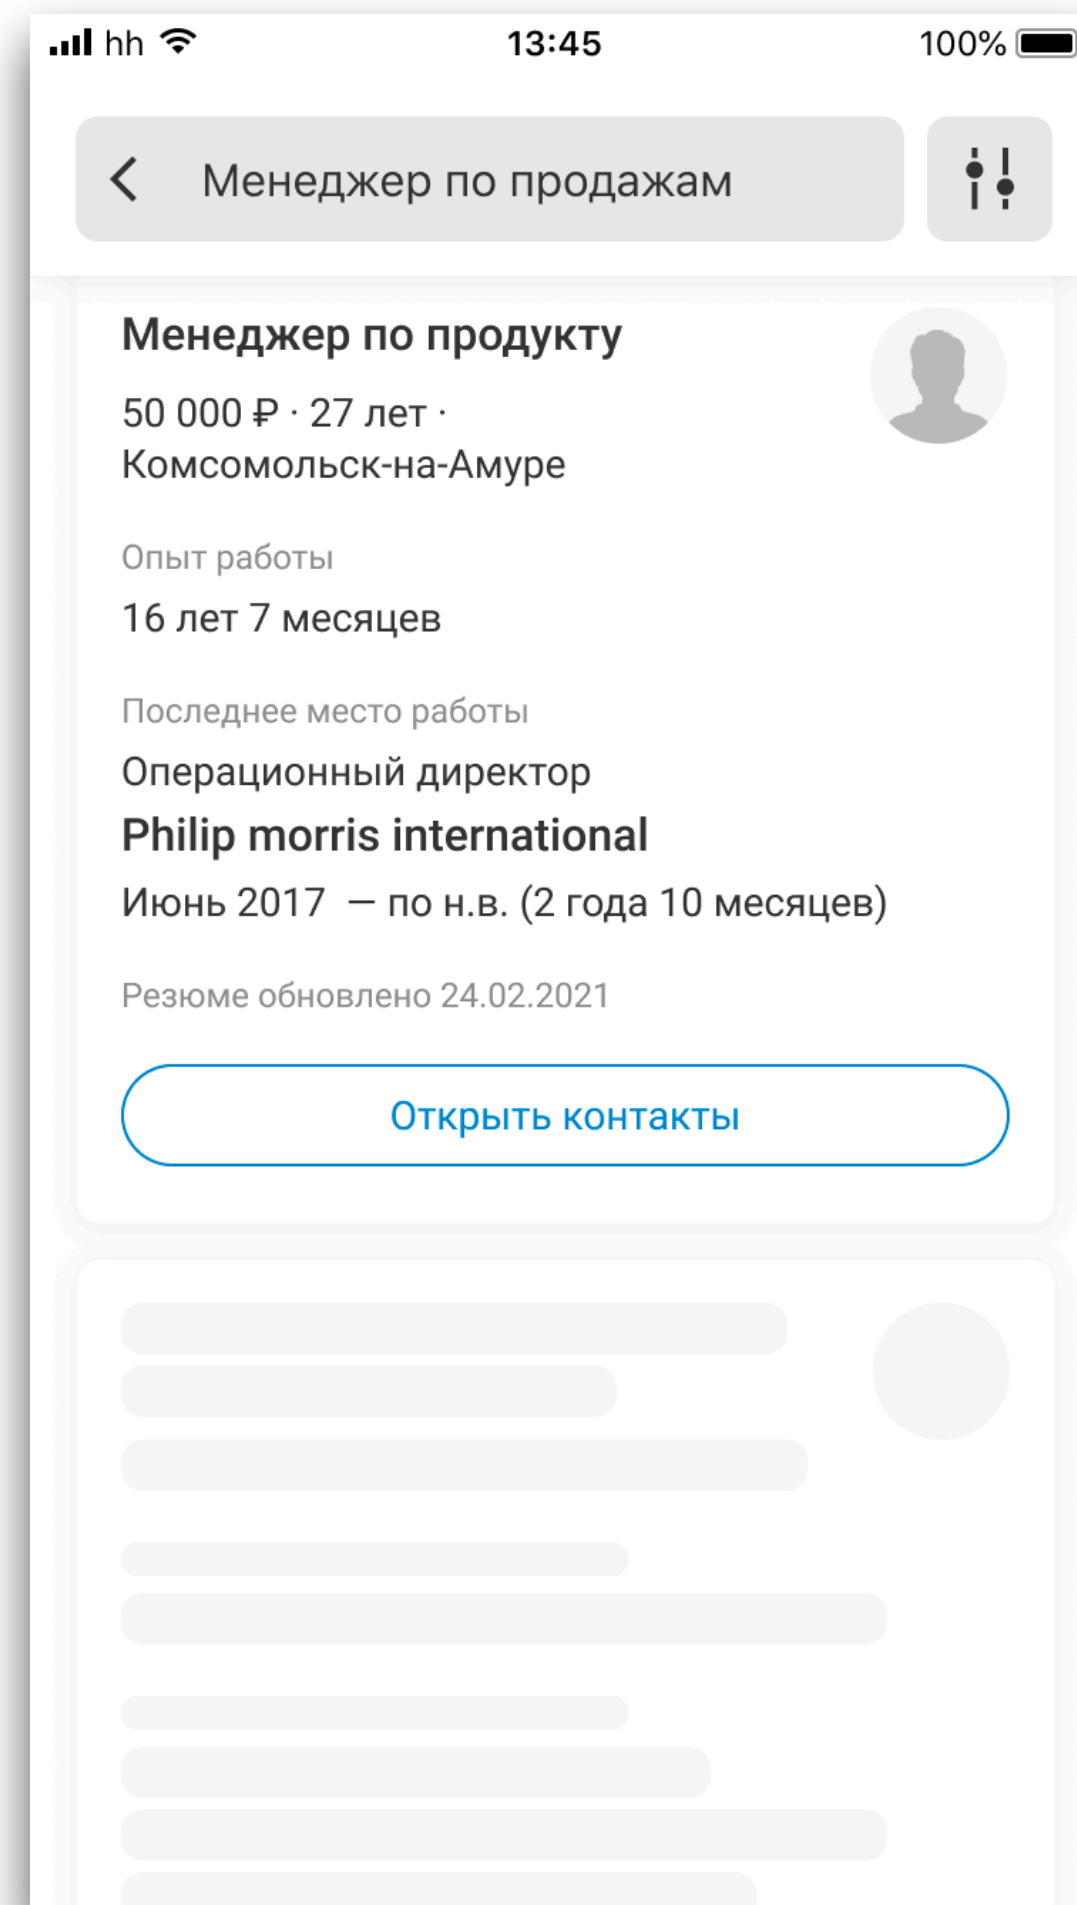 hh
13:45
100%
Менеджер по продажам
Менеджер по продукту
50 000 ₽ · 27 лет ·
Комсомольск-на-Амуре
Опыт работы
16 лет 7 месяцев
Последнее место работы
Операционный директор
Philip morris international
Июнь 2017 — по н.в. (2 года 10 месяцев)
Резюме обновлено 24.02.2021
Открыть контакты